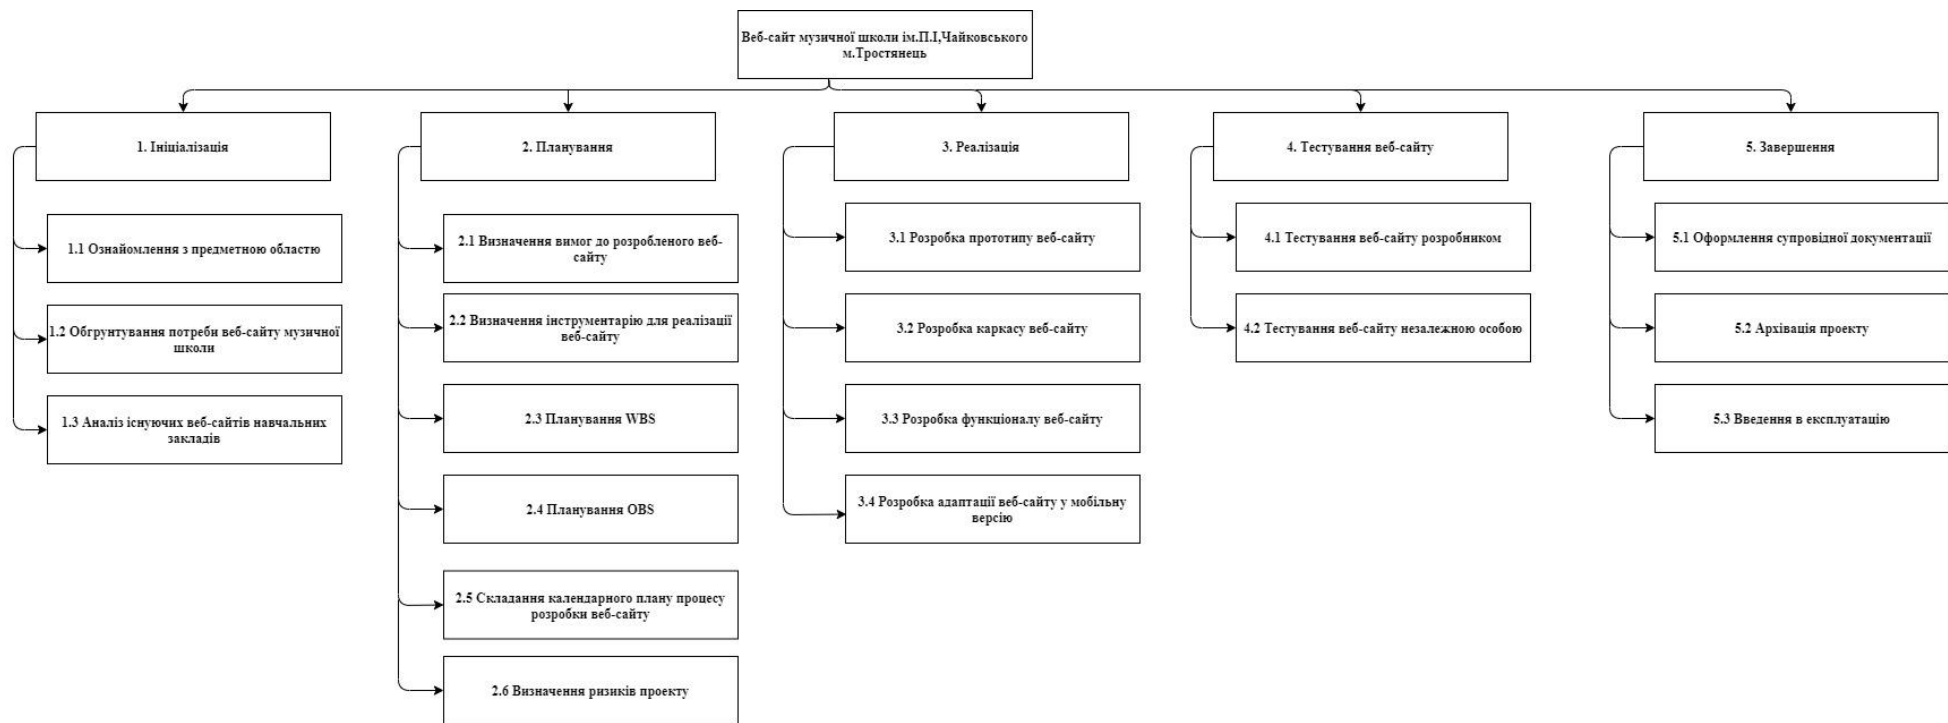 Веб-сайт музичної школи ім.П.І,Чайковського
м.Тростянець
1. Ініціалізація
1.1 Ознайомлення з предметною областю
1.2 Обгрунтування потреби веб-сайту музичної
школи
1.3 Аналіз існуючих веб-сайтів навчальних
закладів
2. Планування
2.1 Визначення вимог до розробленого веб-
сайту
2.2 Визначення інструментарію для реалізації
веб-сайту
2.3 Планування WBS
2.4 Планування OBS
2.5 Складання календарного плану процесу
розробки веб-сайту
2.6 Визначення ризиків проекту
3. Реалізація
3.1 Розробка прототипу веб-сайту
3.2 Розробка каркасу веб-сайту
3.3 Розробка функціоналу веб-сайту
3.4 Розробка адаптації веб-сайту у мобільну
версію
4. Тестування веб-сайту
4.1 Тестування веб-сайту розробником
4.2 Тестування веб-сайту незалежною особою
5. Завершення
5.1 Оформлення супровідної документації
5.2 Архівація проекту
5.3 Введення в експлуатацію